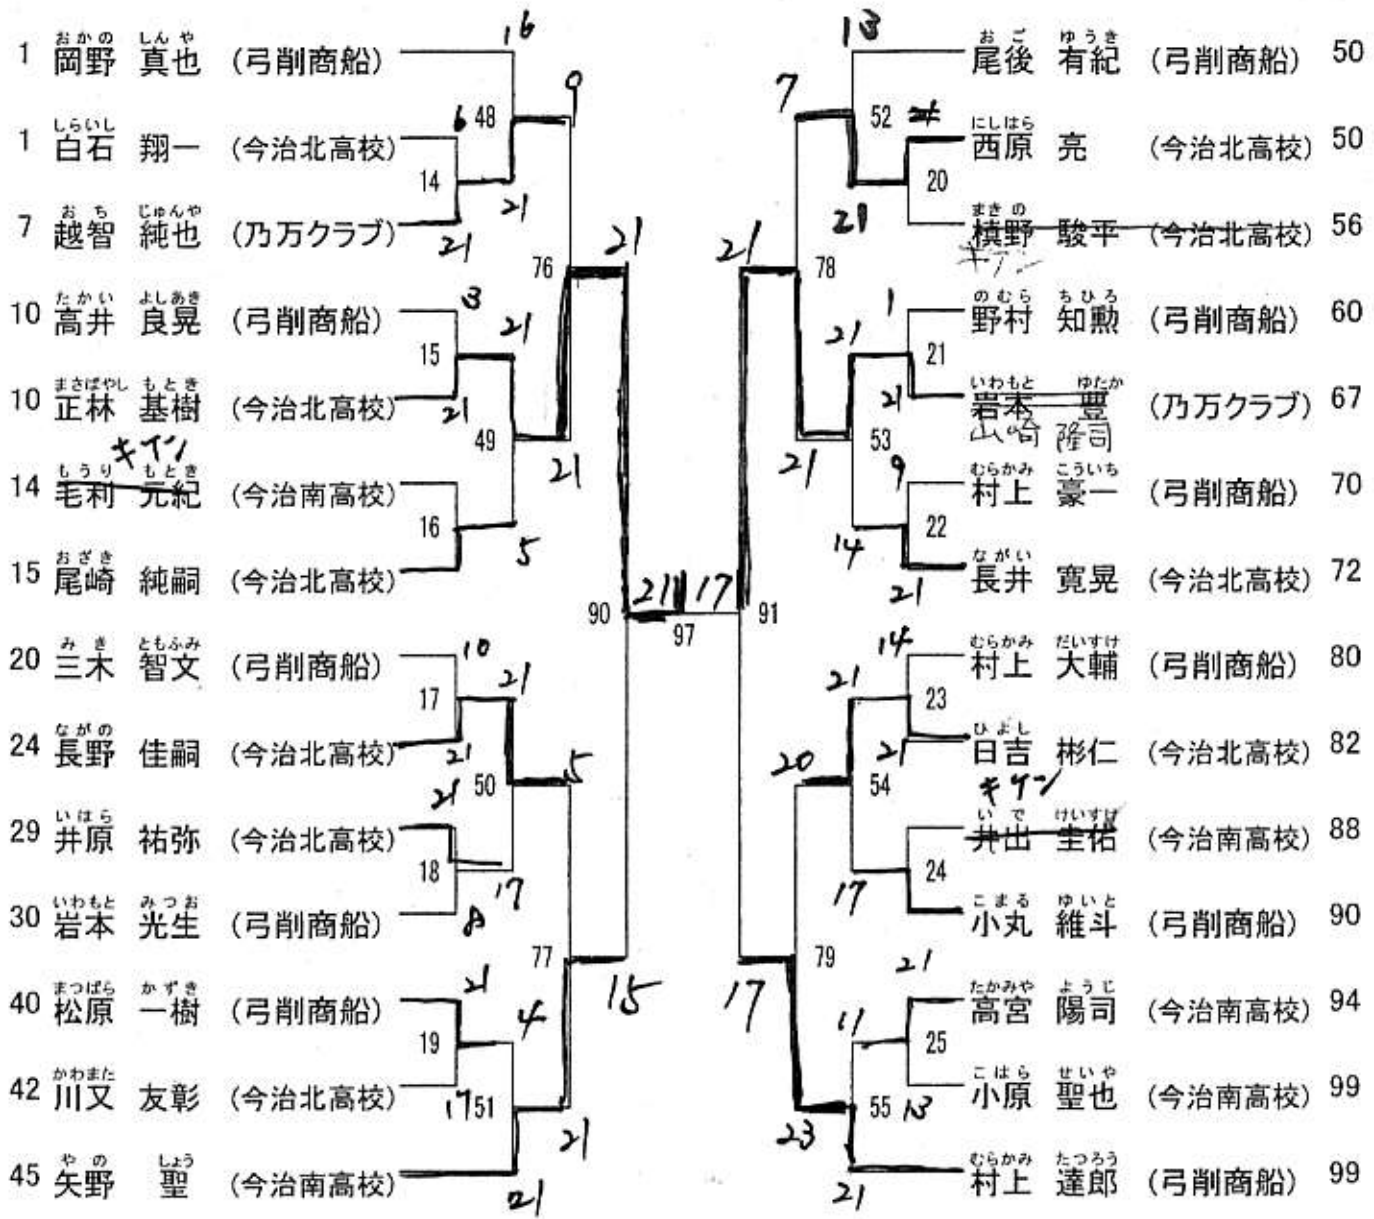 おかの しんや
1 岡野 真也 (弓削商船)
16
しらいし
1 白石 翔一 (今治北高校)
6
48
9
14
おち じゅんや
7 越智 純也 (乃万クラブ)
21
21
76
21
たかい よしあき
10 高井 良晃 (弓削商船)
3
21
15
まさばやし もとき
10 正林 基樹 (今治北高校)
21
49
21
キケン
もうり もとき
14 毛利 元紀 (今治南高校)
16
5
おざき
15 尾崎 純嗣 (今治北高校)
90
21
97
17
91
みき ともふみ
20 三木 智文 (弓削商船)
10
21
17
ながの
24 長野 佳嗣 (今治北高校)
21
50
5
いはら
29 井原 祐弥 (今治北高校)
21
18
17
いわもと みつお
30 岩本 光生 (弓削商船)
8
77
15
まつばら かずき
40 松原 一樹 (弓削商船)
21
4
19
かわまた
42 川又 友彰 (今治北高校)
17
51
21
やの しょう
45 矢野 聖 (今治南高校)
21
13
おご ゆうき
尾後 有紀 (弓削商船) 50
7
52
にしはら
西原 亮 (今治北高校) 50
20
21
まきの
槙野 駿平 (今治北高校) 56
キケン
21
78
のむら ちひろ
野村 知勲 (弓削商船) 60
1
21
21
いわもと ゆたか
岩本 豊 (乃万クラブ) 67
山崎 隆司
21
21
53
むらかみ こういち
村上 豪一 (弓削商船) 70
9
22
14
ながい
長井 寛晃 (今治北高校) 72
21
むらかみ だいすけ
村上 大輔 (弓削商船) 80
14
21
23
ひよし
日吉 彬仁 (今治北高校) 82
21
20
54
キケン
いで けいすけ
井出 圭佑 (今治南高校) 88
24
17
こまる ゆいと
小丸 維斗 (弓削商船) 90
17
79
21
たかみや ようじ
高宮 陽司 (今治南高校) 94
11
25
こはら せいや
小原 聖也 (今治南高校) 99
13
55
23
むらかみ たつろう
村上 達郎 (弓削商船) 99
21